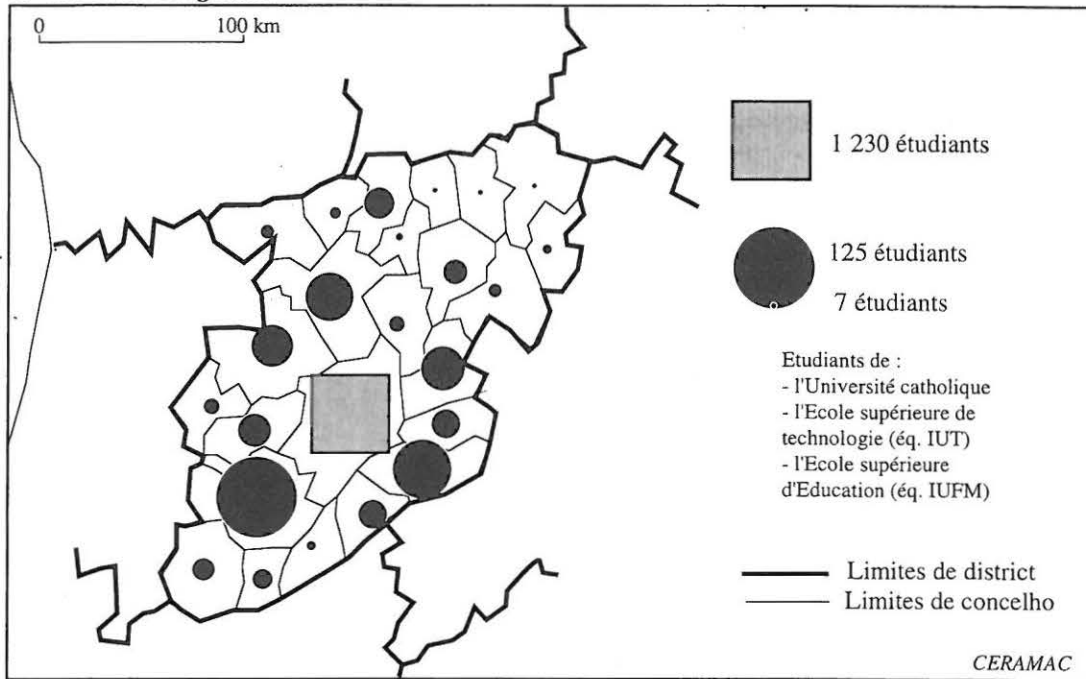 0 100 km
1 230 étudiants
125 étudiants
7 étudiants
Etudiants de :
- l'Université catholique
- l'Ecole supérieure de
technologie (éq. IUT)
- l'Ecole supérieure
d'Education (éq. IUFM)
Limites de district
Limites de concelho
CERAMAC